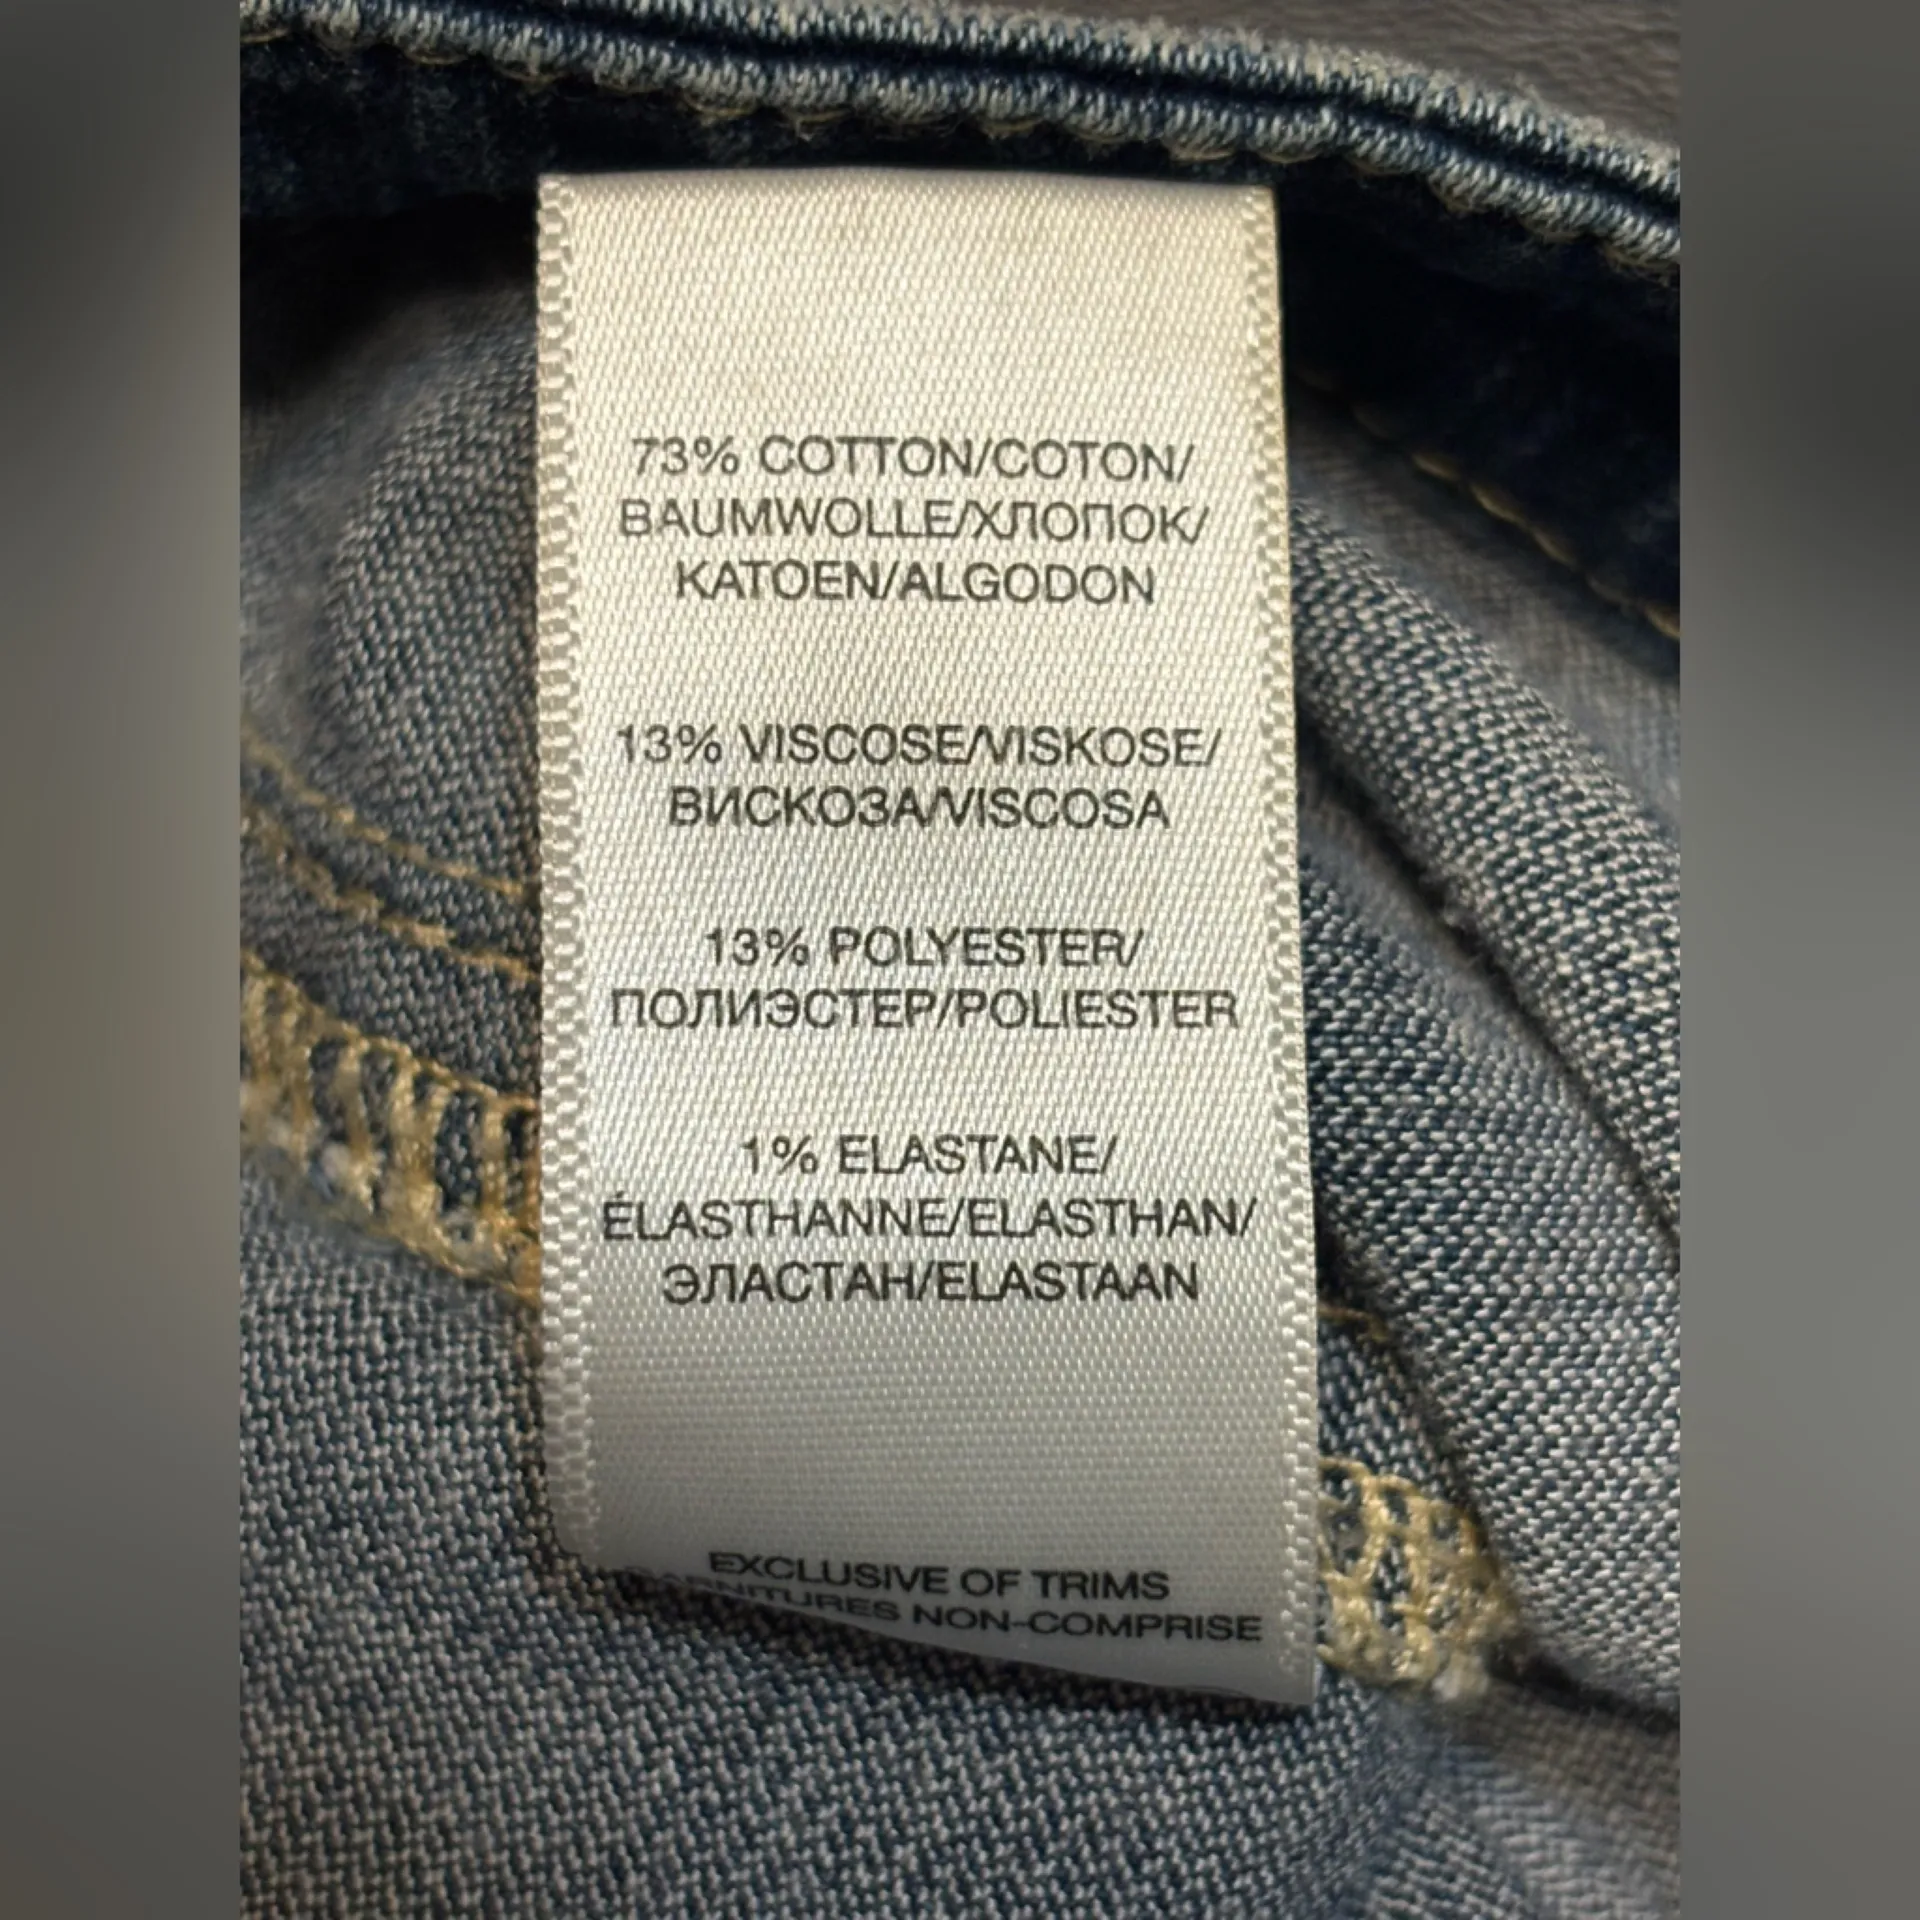 73% COTTON/COTON/
BAUMWOLLE/ХЛОПОК/
KATOEN/ALGODON
13% VISCOSE/VISKOSE/
ВИСКОЗА/VISCOSA
13% POLYESTER/
ПОЛИЭСТЕР/POLIESTER
1% ELASTANE/
ÉLASTHANNE/ELASTHAN/
ЭЛАСТАН/ELASTAAN
EXCLUSIVE OF TRIMS
GARNITURES NON-COMPRISE